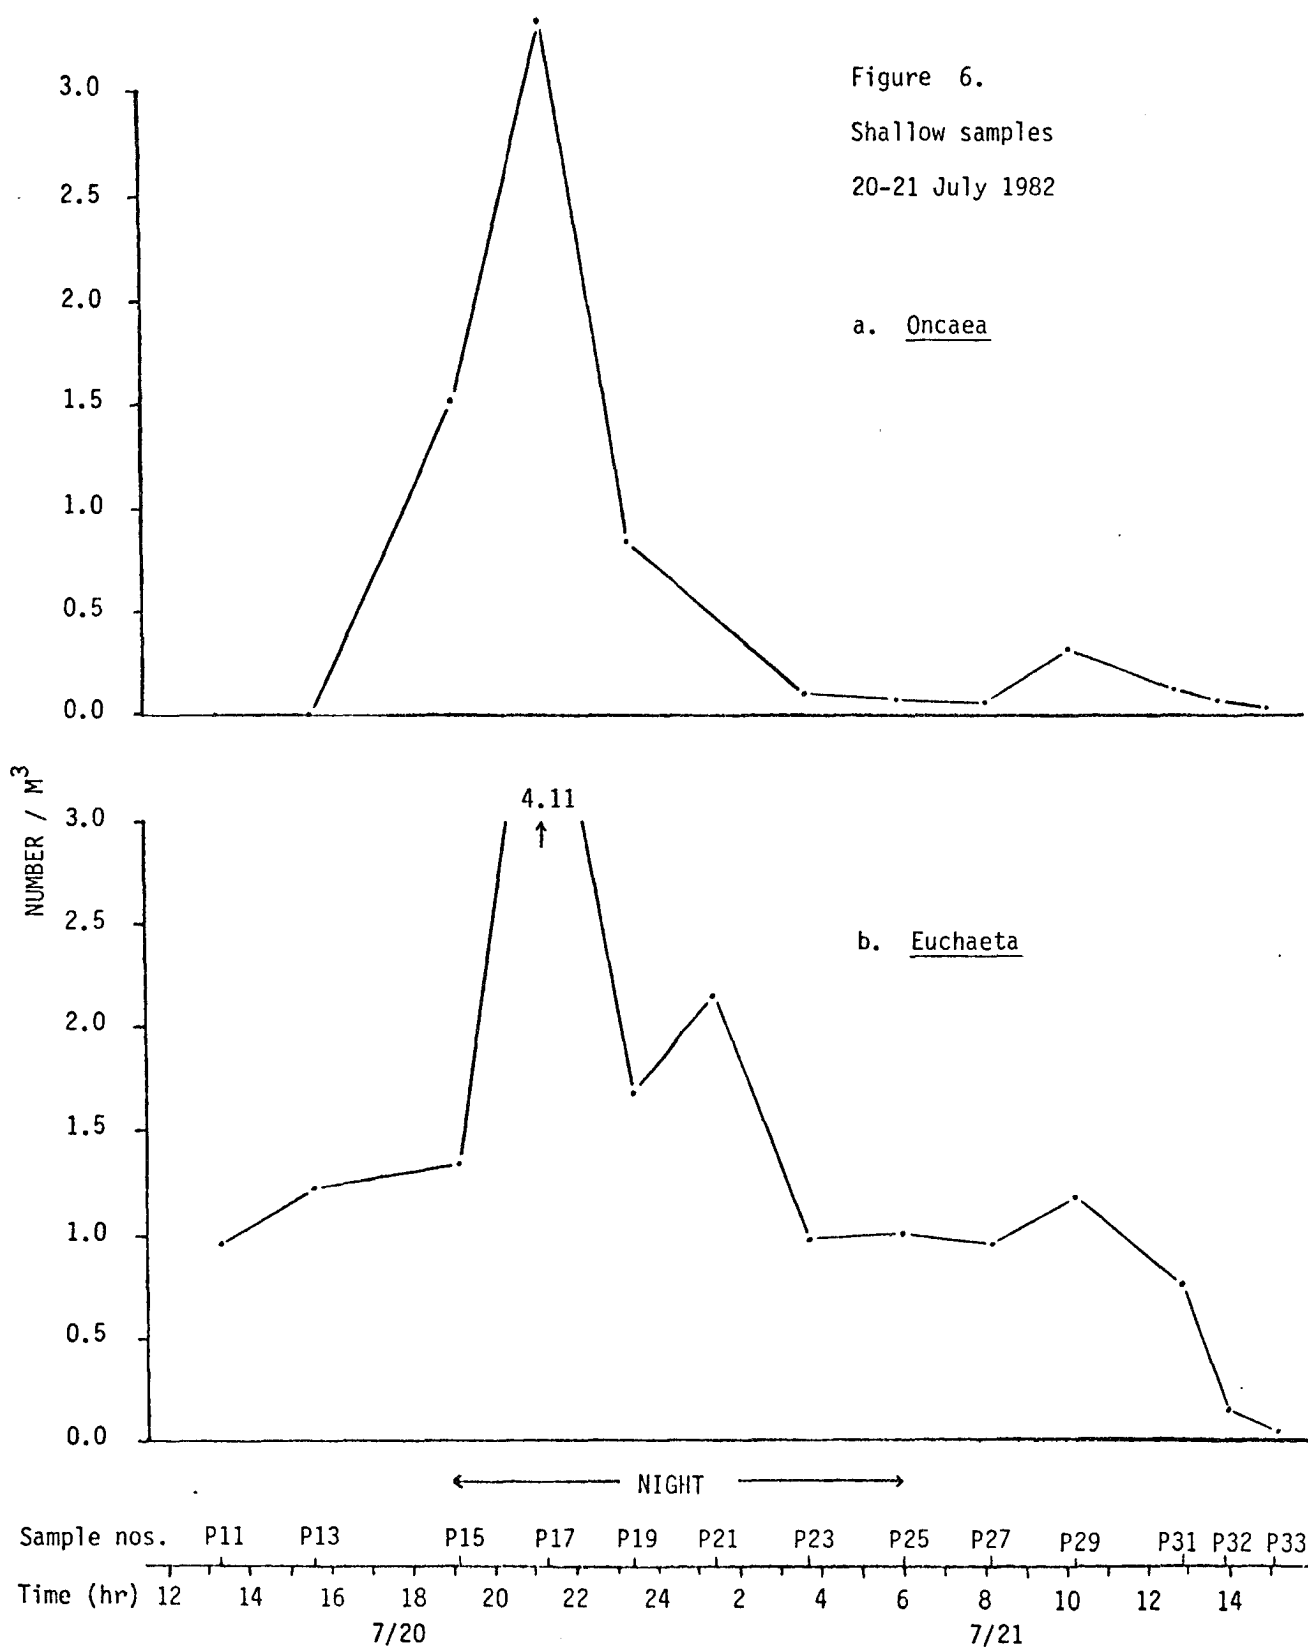 Figure 6.
Shallow samples
20-21 July 1982
3.0
2.5
2.0
1.5
1.0
0.5
0.0
a. Oncaea
NUMBER / M³
4.11
3.0
2.5
2.0
1.5
1.0
0.5
0.0
b. Euchaeta
NIGHT
Sample nos. P11 P13 P15 P17 P19 P21 P23 P25 P27 P29 P31 P32 P33
Time (hr) 12 14 16 18 20 22 24 2 4 6 8 10 12 14
7/20 7/21